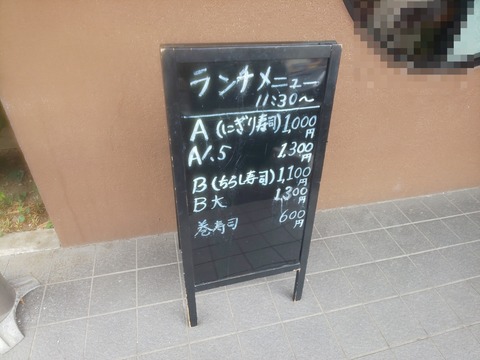 ランチメニュー
11:30～
A(にぎり寿司)1,000円
A1.5 1,300円
B(ちらし寿司)1,100円
B大 1,300円
巻寿司 600円